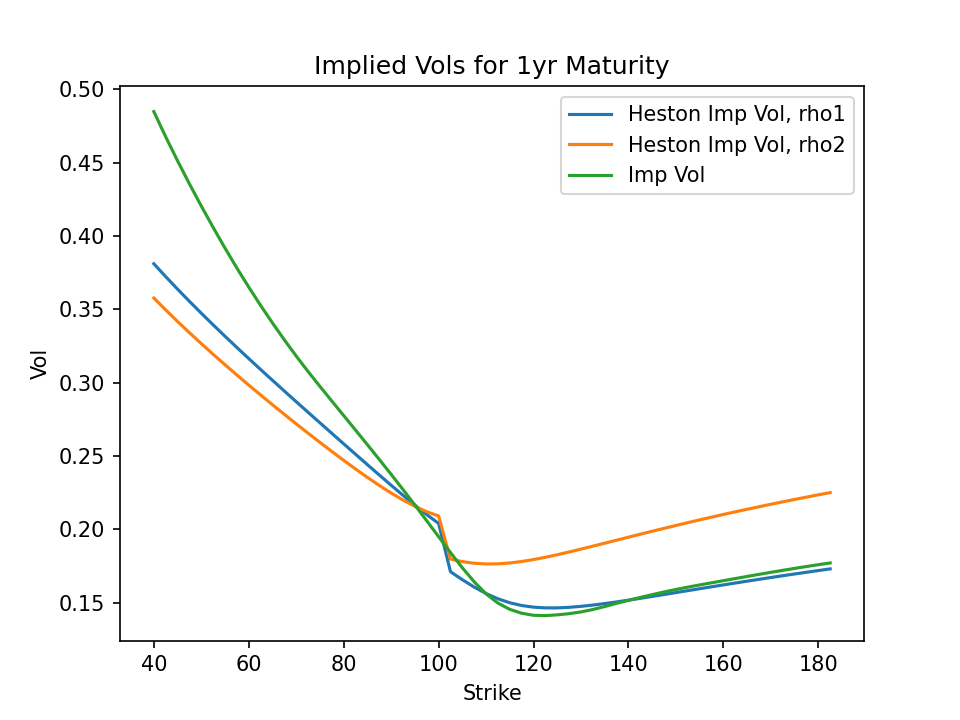 Implied Vols for 1yr Maturity
Heston Imp Vol, rho1
Heston Imp Vol, rho2
Imp Vol
0.50
0.45
0.40
0.35
0.30
0.25
0.20
0.15
Vol
40 60 80 100 120 140 160 180
Strike